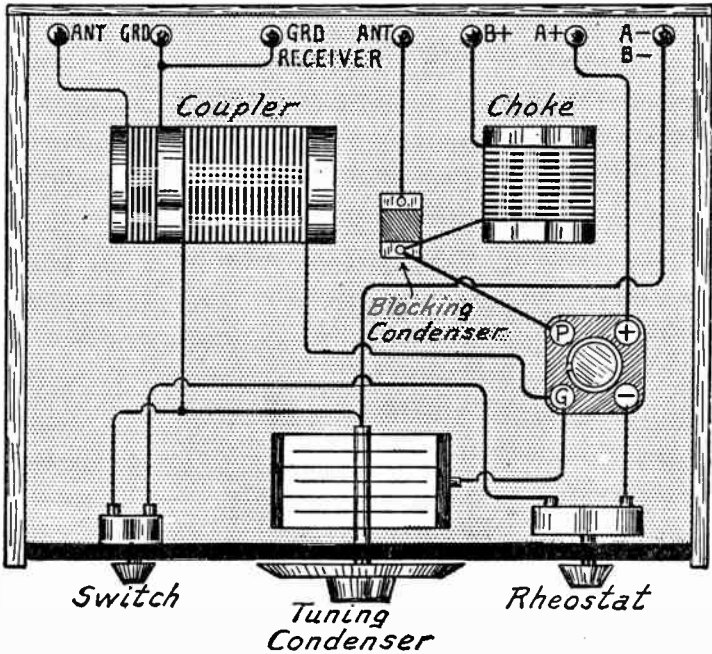 ANT GRD GRD ANT B+ A+ A-
RECEIVER B-
Coupler Choke
Blocking
Condenser
P +
G -
Switch Tuning Rheostat
Condenser